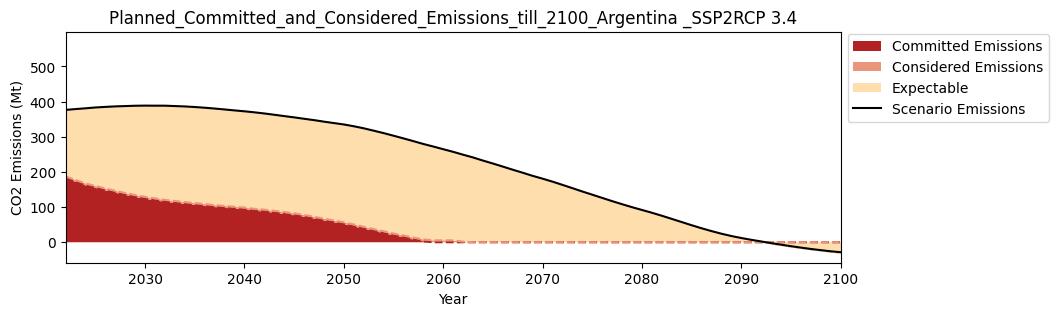 Planned_Committed_and_Considered_Emissions_till_2100_Argentina _SSP2RCP 3.4
Committed Emissions
Considered Emissions
Expectable
Scenario Emissions
CO2 Emissions (Mt)
500
400
300
200
100
0
2030 2040 2050 2060 2070 2080 2090 2100
Year